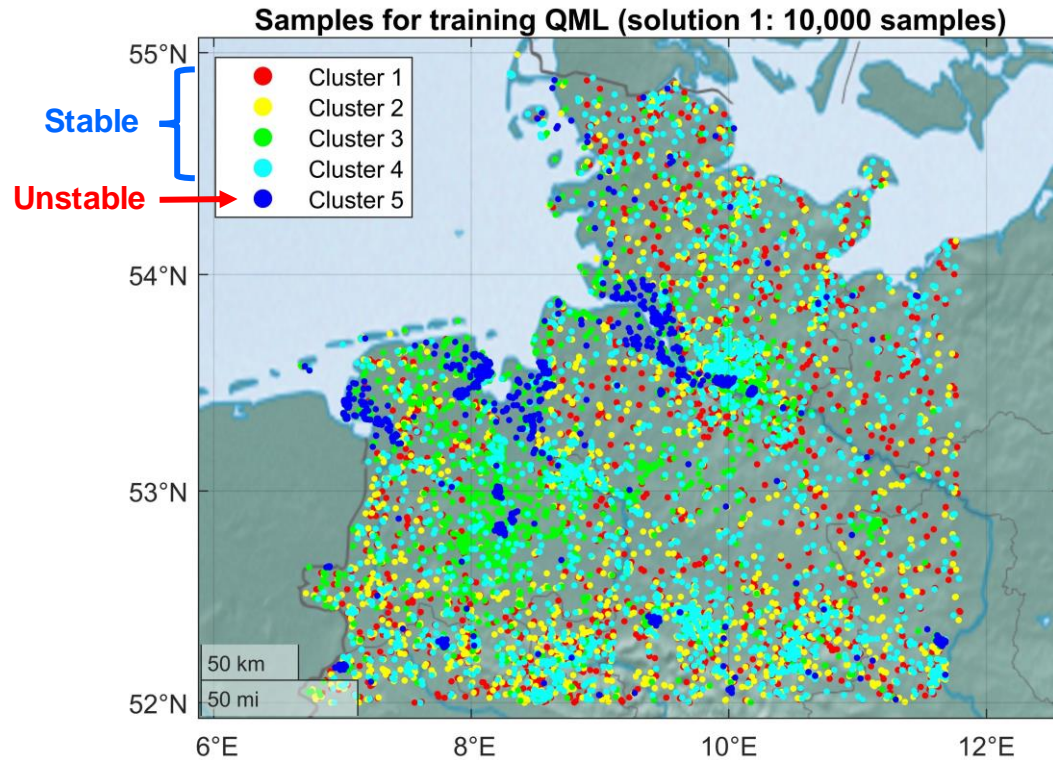 Samples for training QML (solution 1: 10,000 samples)
55°N
Cluster 1
Cluster 2
Cluster 3
Cluster 4
Cluster 5
Stable
Unstable
54°N
53°N
52°N
50 km
50 mi
6°E
8°E
10°E
12°E